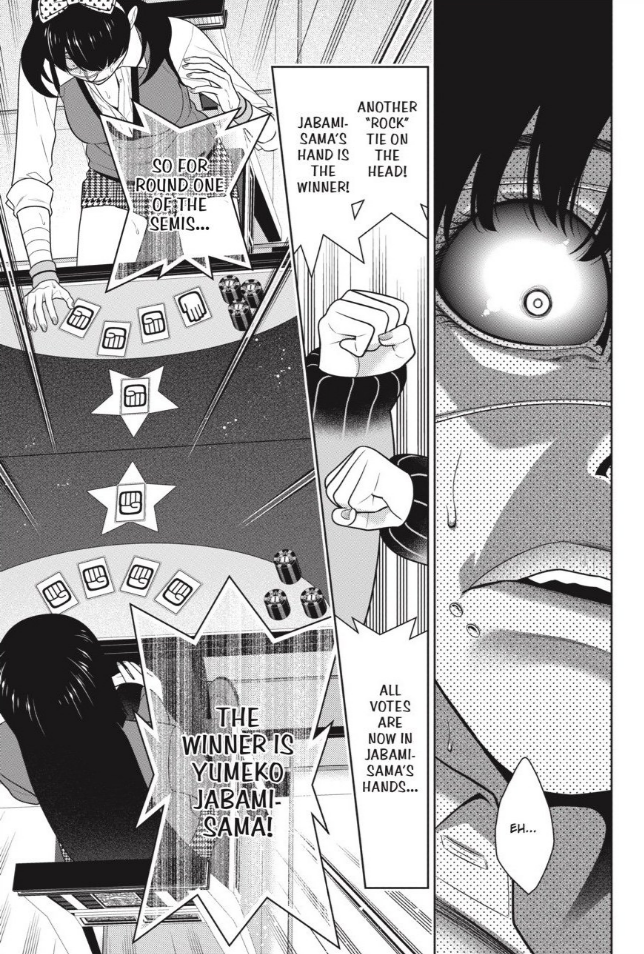 ANOTHER
"ROCK"
TIE ON
THE
HEAD!
JABAMI-
SAMA'S
HAND IS
THE
WINNER!
ALL
VOTES
ARE
NOW IN
JABAMI-
SAMA'S
HANDS...
EH...
SO FOR
ROUND ONE
OF THE
SEMIS...
THE
WINNER IS
YUMEKO
JABAMI-
SAMA!